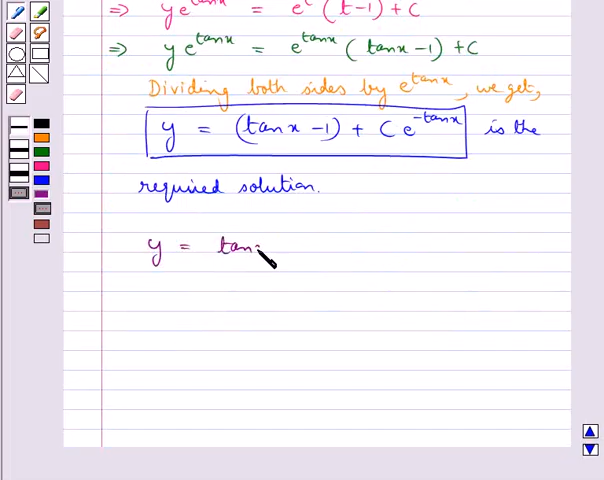 ⇒ y e^tanx = e^t (t-1) + C
⇒ y e^tanx = e^tanx (tanx -1) + C
Dividing both sides by e^tanx, we get,
y = (tanx -1) + C e^-tanx is the
required solution.
y = tan